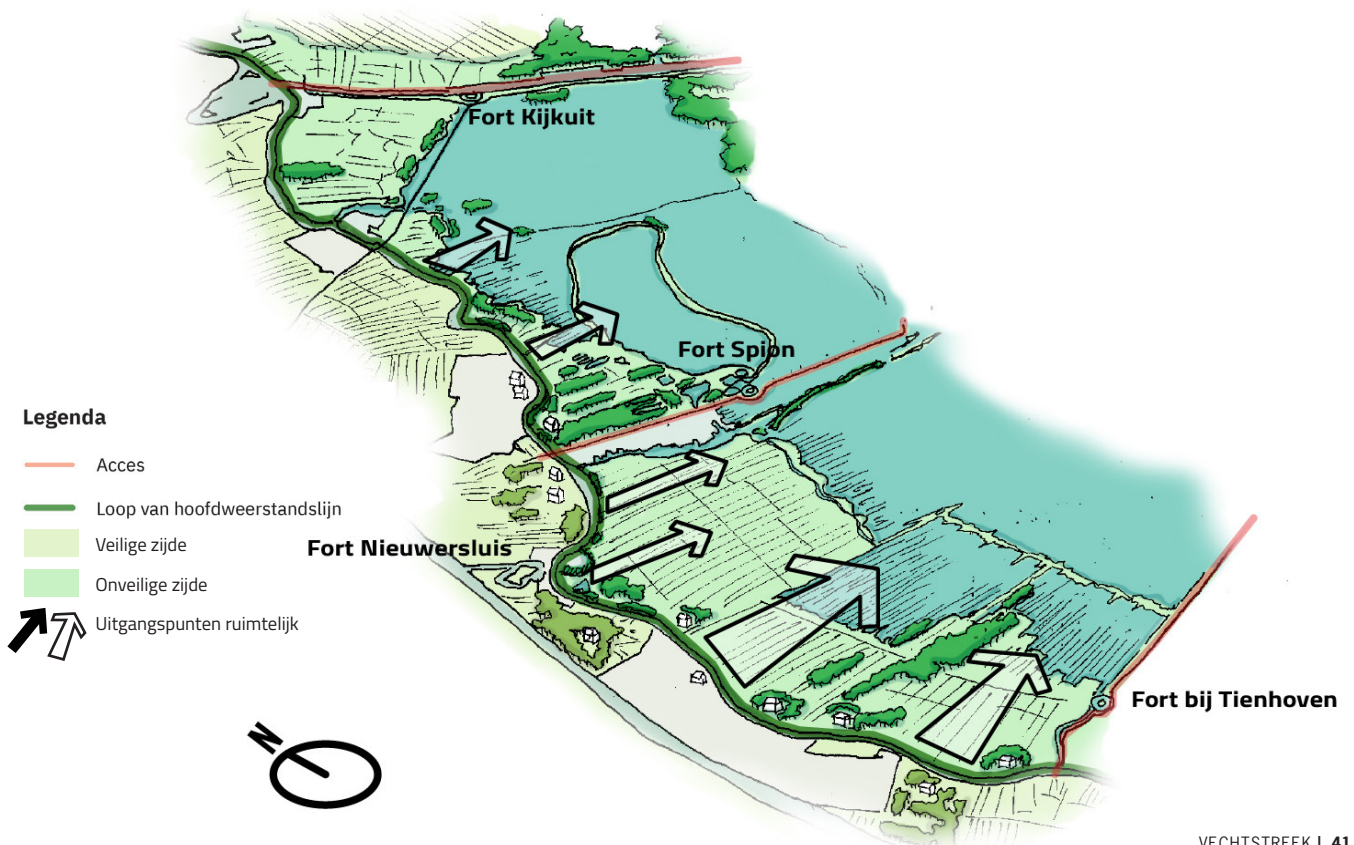 Fort Kijkuit
Fort Spion
Legenda
Acces
Loop van hoofdweerstandslijn
Veilige zijde
Fort Nieuwersluis
Onveilige zijde
Uitgangspunten ruimtelijk
Fort bij Tienhoven
N
VECHTSTREEK | 41